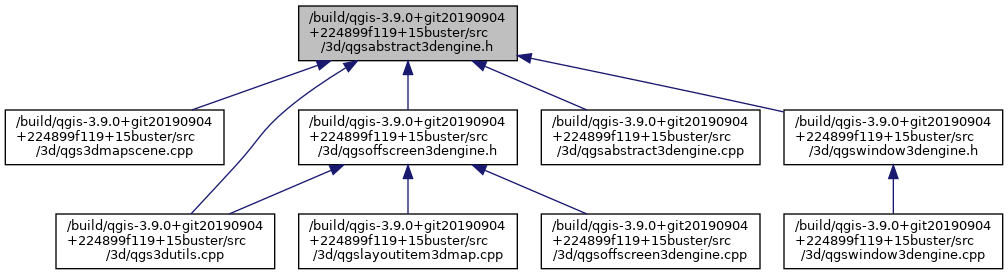 /build/qgis-3.9.0+git20190904
+224899f119+15buster/src
/3d/qgsabstract3dengine.h
/build/qgis-3.9.0+git20190904
+224899f119+15buster/src
/3d/qgs3dmapscene.cpp
/build/qgis-3.9.0+git20190904
+224899f119+15buster/src
/3d/qgsoffscreen3dengine.h
/build/qgis-3.9.0+git20190904
+224899f119+15buster/src
/3d/qgsabstract3dengine.cpp
/build/qgis-3.9.0+git20190904
+224899f119+15buster/src
/3d/qgswindow3dengine.h
/build/qgis-3.9.0+git20190904
+224899f119+15buster/src
/3d/qgs3dutils.cpp
/build/qgis-3.9.0+git20190904
+224899f119+15buster/src
/3d/qgslayoutitem3dmap.cpp
/build/qgis-3.9.0+git20190904
+224899f119+15buster/src
/3d/qgsoffscreen3dengine.cpp
/build/qgis-3.9.0+git20190904
+224899f119+15buster/src
/3d/qgswindow3dengine.cpp